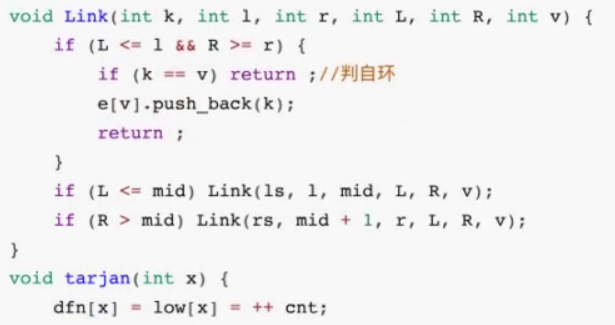 void Link(int k, int l, int r, int L, int R, int v) {
    if (L <= l && R >= r) {
        if (k == v) return ;//判自环
        e[v].push_back(k);
        return ;
    }
    if (L <= mid) Link(ls, l, mid, L, R, v);
    if (R > mid) Link(rs, mid + 1, r, L, R, v);
}
void tarjan(int x) {
    dfn[x] = low[x] = ++ cnt;